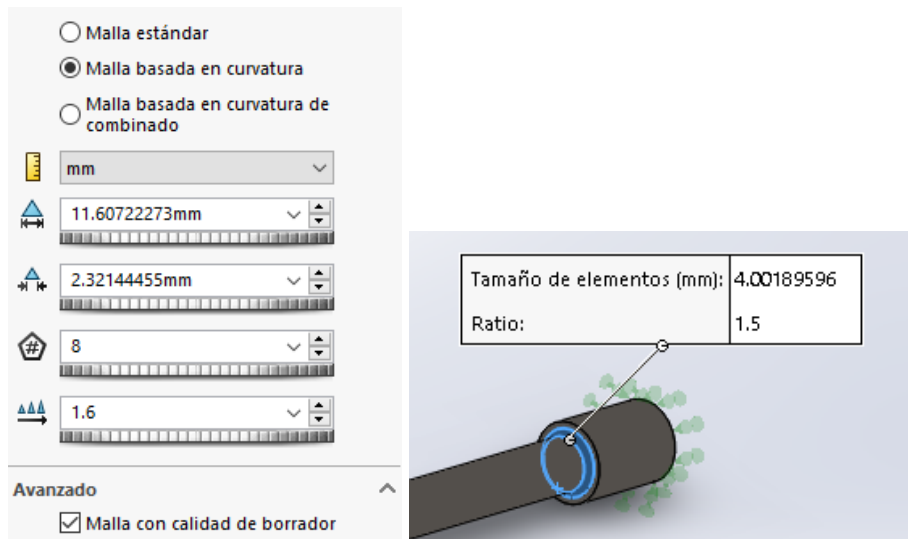 Malla estándar
Malla basada en curvatura
Malla basada en curvatura de
combinado
mm
11.60722273mm
2.32144455mm
#
8
1.6
Avanzado
Malla con calidad de borrador
Tamaño de elementos (mm): 4.00189596
Ratio: 1.5